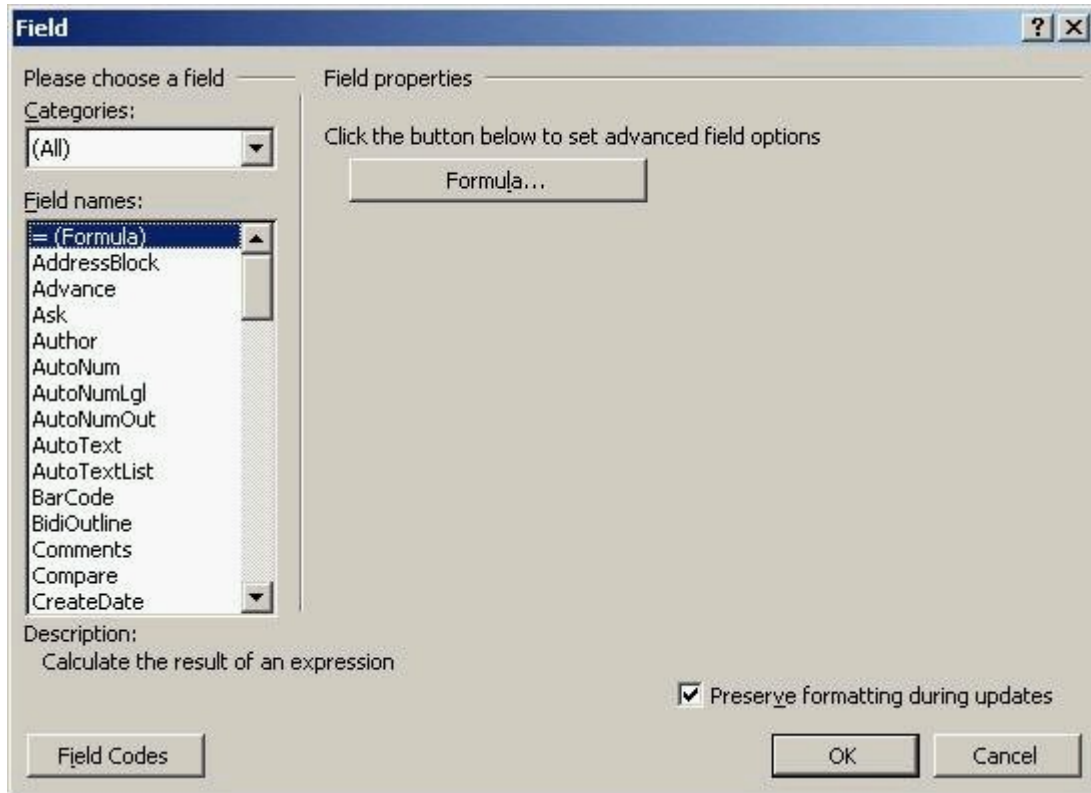 Field
Please choose a field
Categories:
(All)
Field names:
= (Formula)
AddressBlock
Advance
Ask
Author
AutoNum
AutoNumLgl
AutoNumOut
AutoText
AutoTextList
BarCode
BidiOutline
Comments
Compare
CreateDate
Field properties
Click the button below to set advanced field options
Formula...
Description:
Calculate the result of an expression
Preserve formatting during updates
Field Codes
OK
Cancel